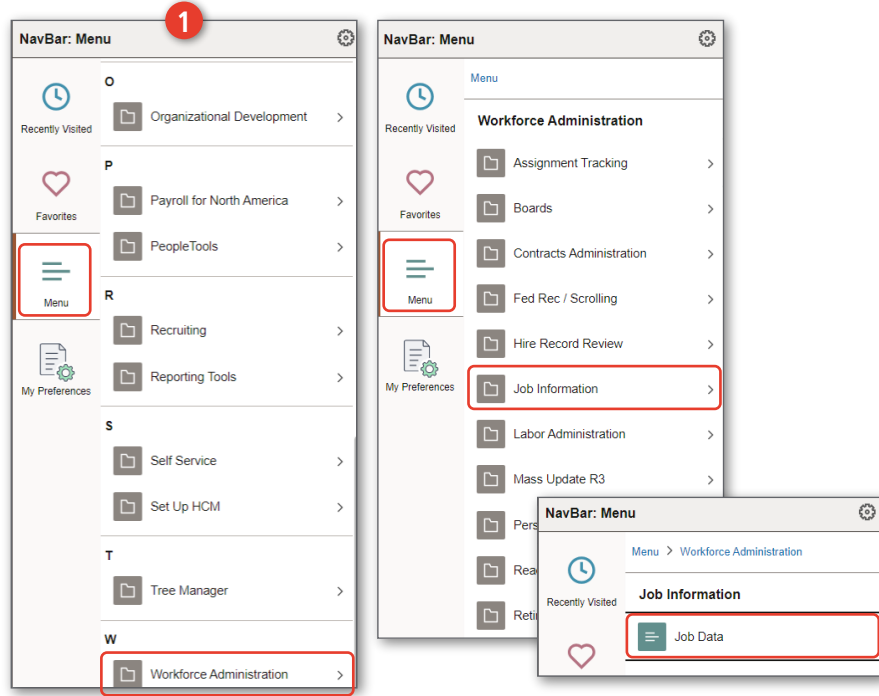 1
NavBar: Menu
Recently Visited
Favorites
Menu
My Preferences
O
Organizational Development
P
Payroll for North America
PeopleTools
R
Recruiting
Reporting Tools
S
Self Service
Set Up HCM
T
Tree Manager
W
Workforce Administration
NavBar: Menu
Recently Visited
Favorites
Menu
My Preferences
Menu
Workforce Administration
Assignment Tracking
Boards
Contracts Administration
Fed Rec / Scrolling
Hire Record Review
Job Information
Labor Administration
Mass Update R3
Pers
Rea
Reti
NavBar: Menu
Recently Visited
Menu > Workforce Administration
Job Information
Job Data